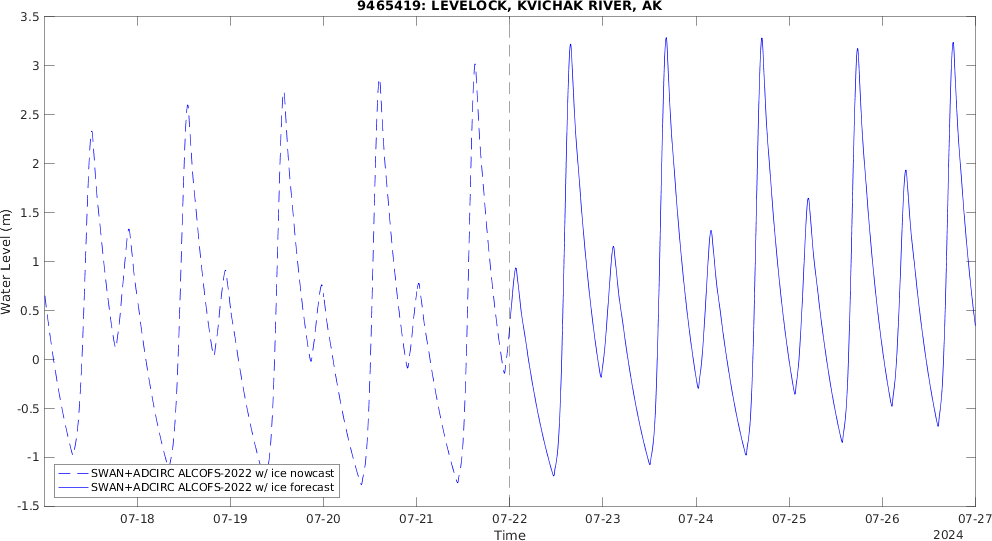 9465419: LEVELOCK, KVICHAK RIVER, AK
3.5
3
2.5
2
1.5
1
0.5
0
-0.5
-1
-1.5
Water Level (m)
SWAN+ADCIRC ALCOFS-2022 w/ ice nowcast
SWAN+ADCIRC ALCOFS-2022 w/ ice forecast
07-18 07-19 07-20 07-21 07-22 07-23 07-24 07-25 07-26 07-27
Time
2024